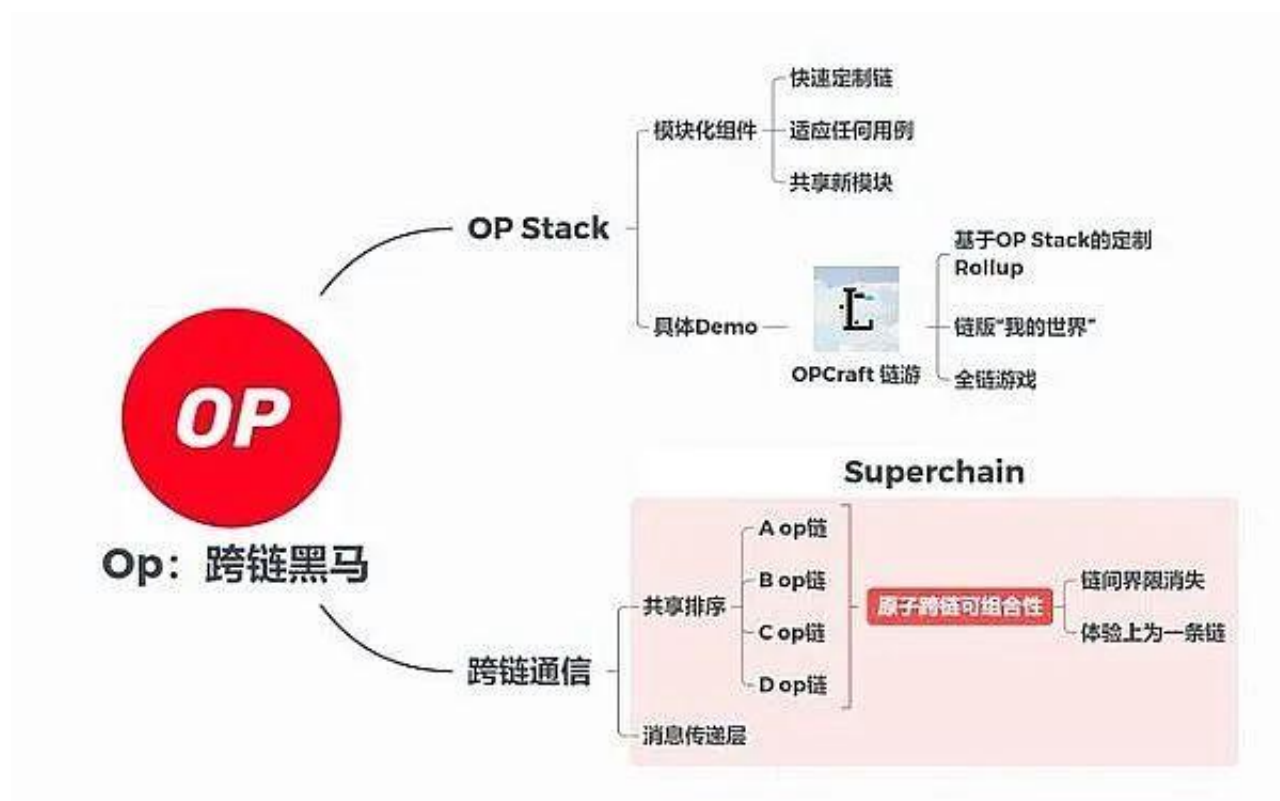 快速定制链
模块化组件
适应任何用例
共享新模块
OP Stack
基于OP Stack的定制
Rollup
具体Demo
链版“我的世界”
OPCraft 链游
全链游戏
OP
Op：跨链黑马
Superchain
A op链
B op链
链间界限消失
共享排序
原子跨链可组合性
C op链
体验上为一条链
跨链通信
D op链
消息传递层